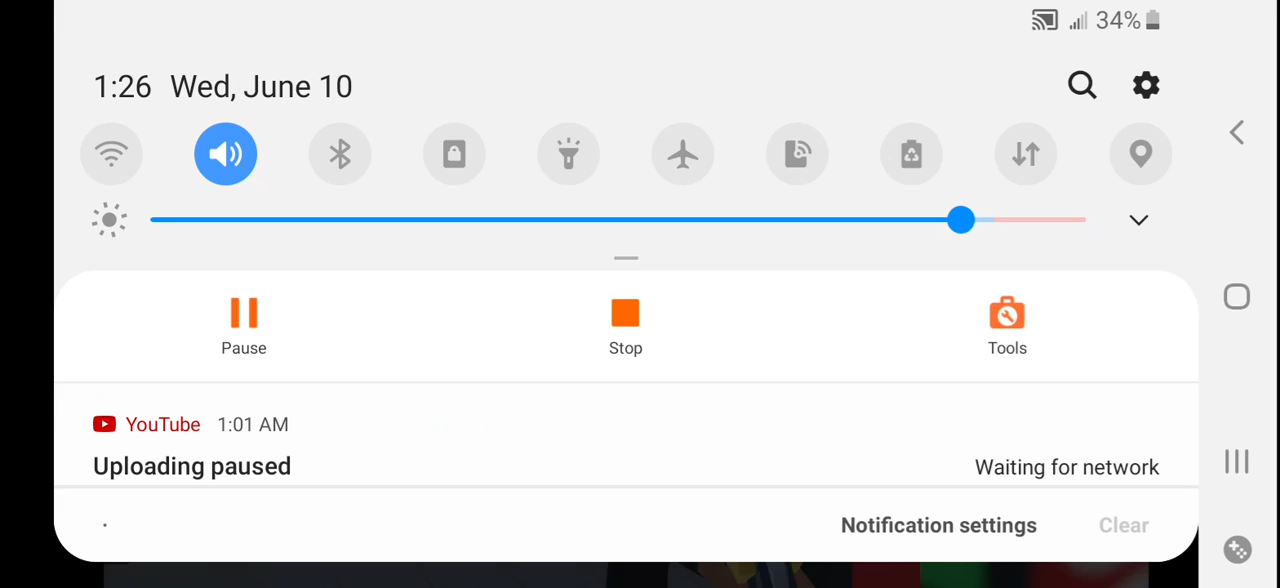 34%
1:26 Wed, June 10
Pause Stop Tools
YouTube 1:01 AM
Uploading paused Waiting for network
Notification settings Clear